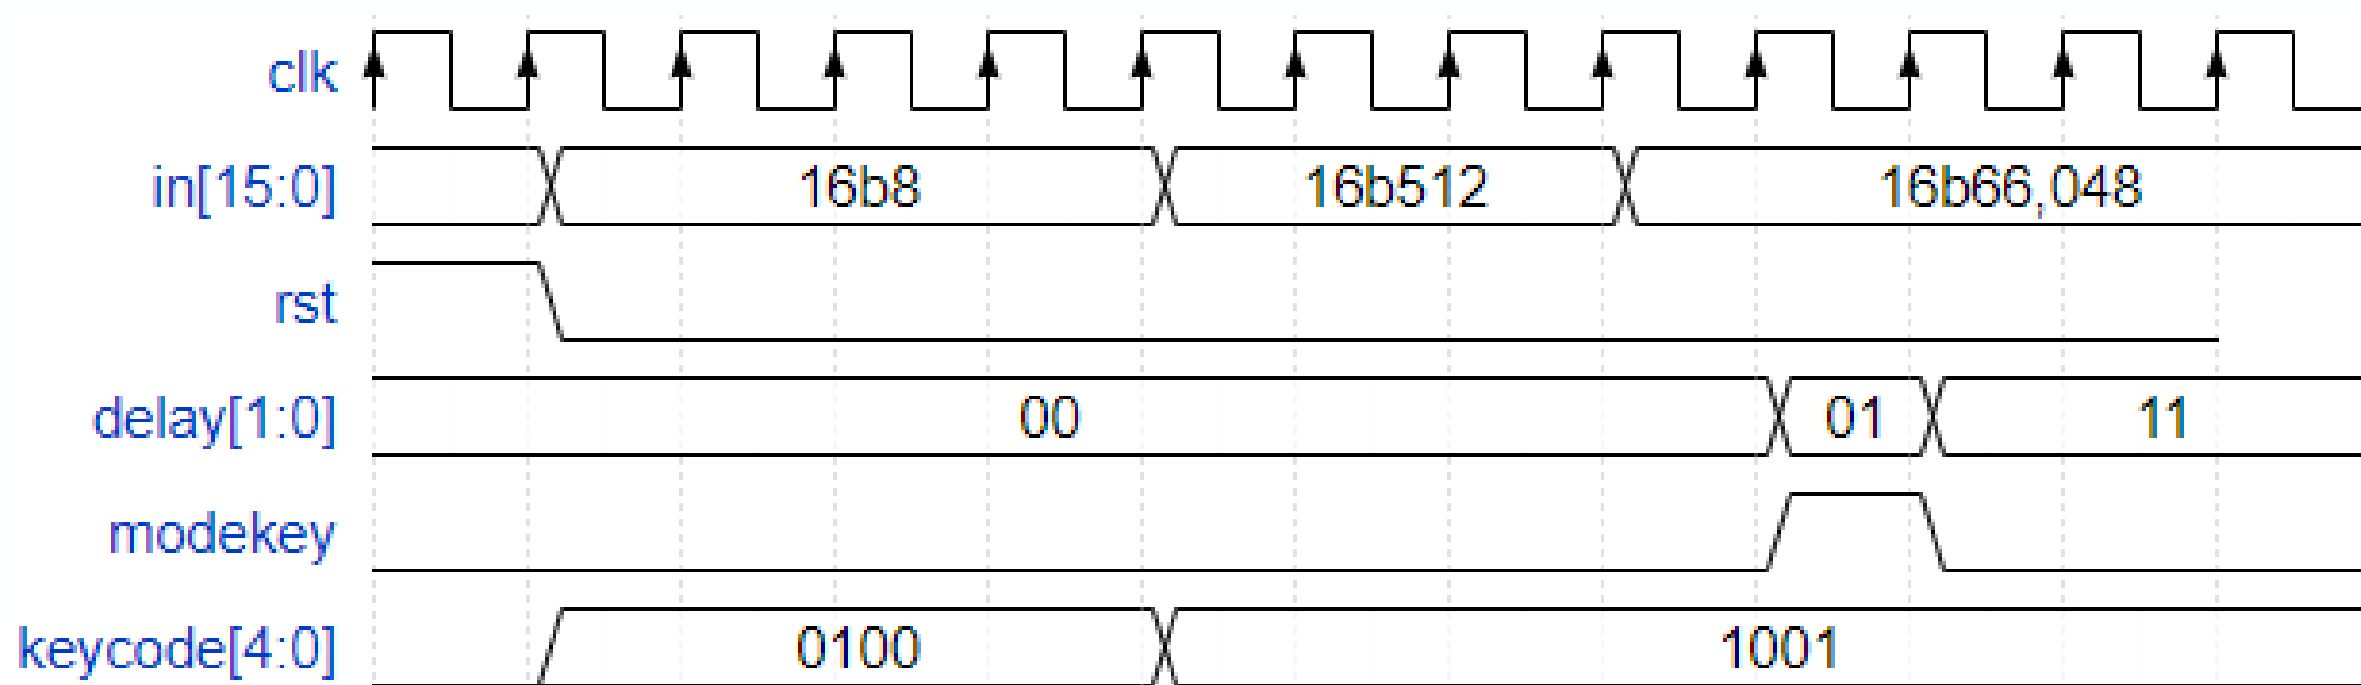 clk
in[15:0] 16b8 16b512 16b66,048
rst
delay[1:0] 00 01 11
modekey
keycode[4:0] 0100 1001